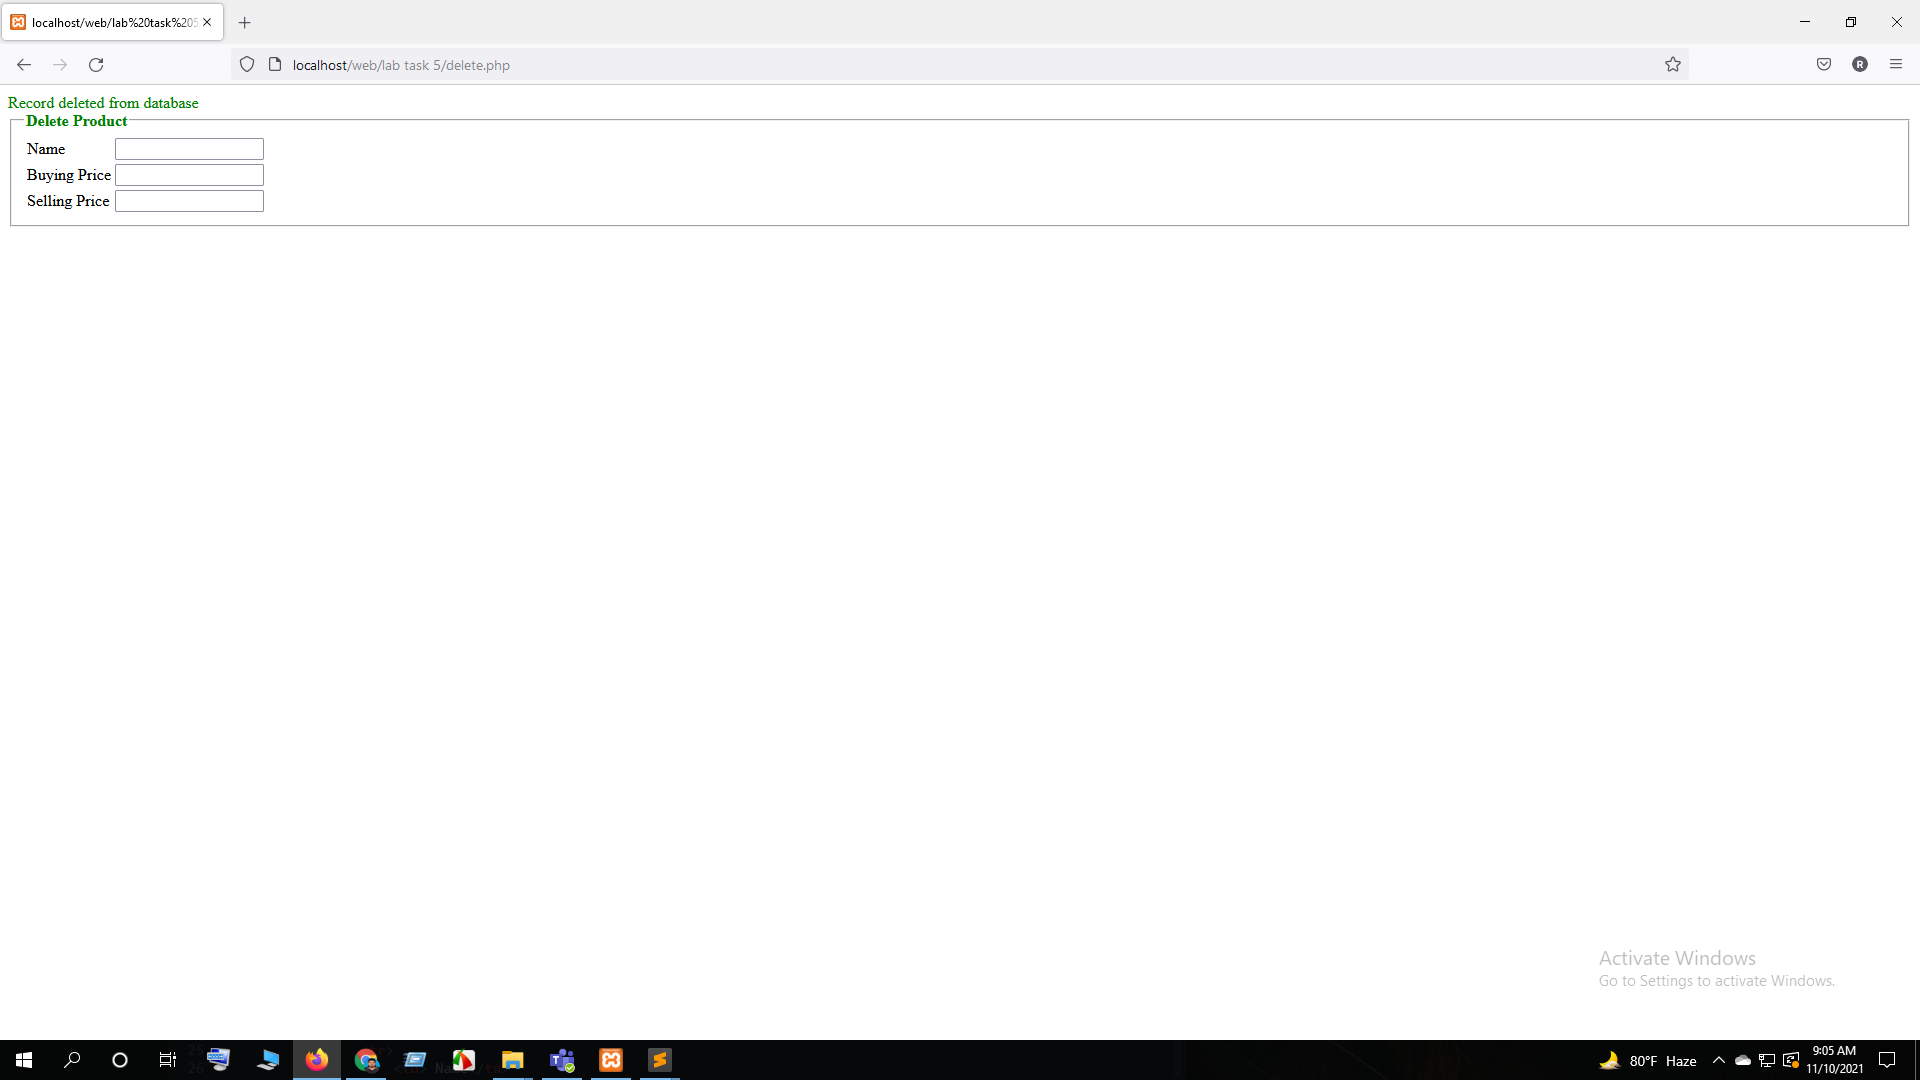 localhost/web/lab%20task%205
localhost/web/lab task 5/delete.php
R
Record deleted from database
Delete Product
Name
Buying Price
Selling Price
Activate Windows
Go to Settings to activate Windows.
80°F Haze
9:05 AM
11/10/2021